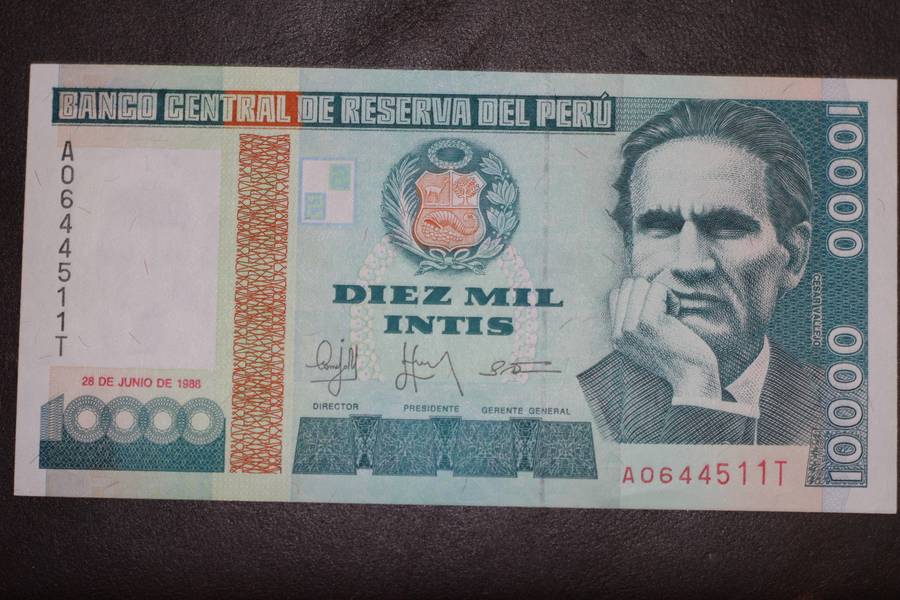 BANCO CENTRAL DE RESERVA DEL PERÚ
A0644511T
10000
DIEZ MIL
INTIS
CESAR VALLEJO
28 DE JUNIO DE 1988
DIRECTOR PRESIDENTE GERENTE GENERAL
10000
10000
A0644511T